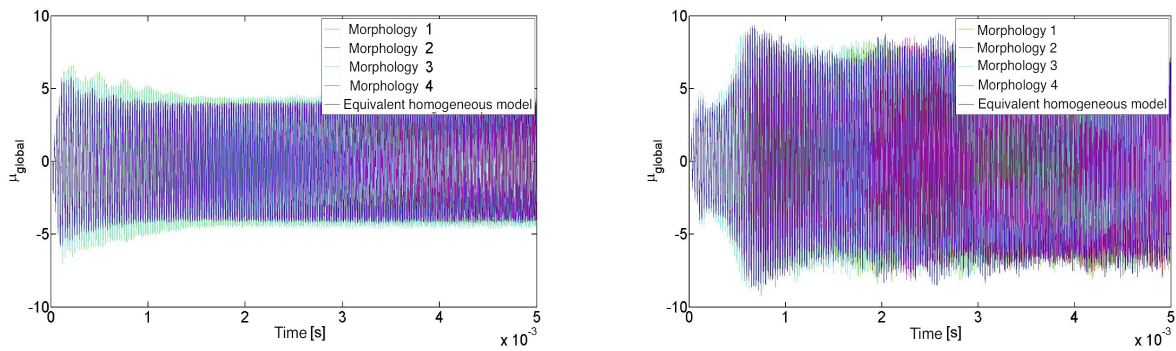 10
5
0
-5
-10
μglobal
0
1
2
3
4
5
Time [s]
x 10⁻³
Morphology 1
Morphology 2
Morphology 3
Morphology 4
Equivalent homogeneous model
10
5
0
-5
-10
μglobal
0
1
2
3
4
5
Time [s]
x 10⁻³
Morphology 1
Morphology 2
Morphology 3
Morphology 4
Equivalent homogeneous model